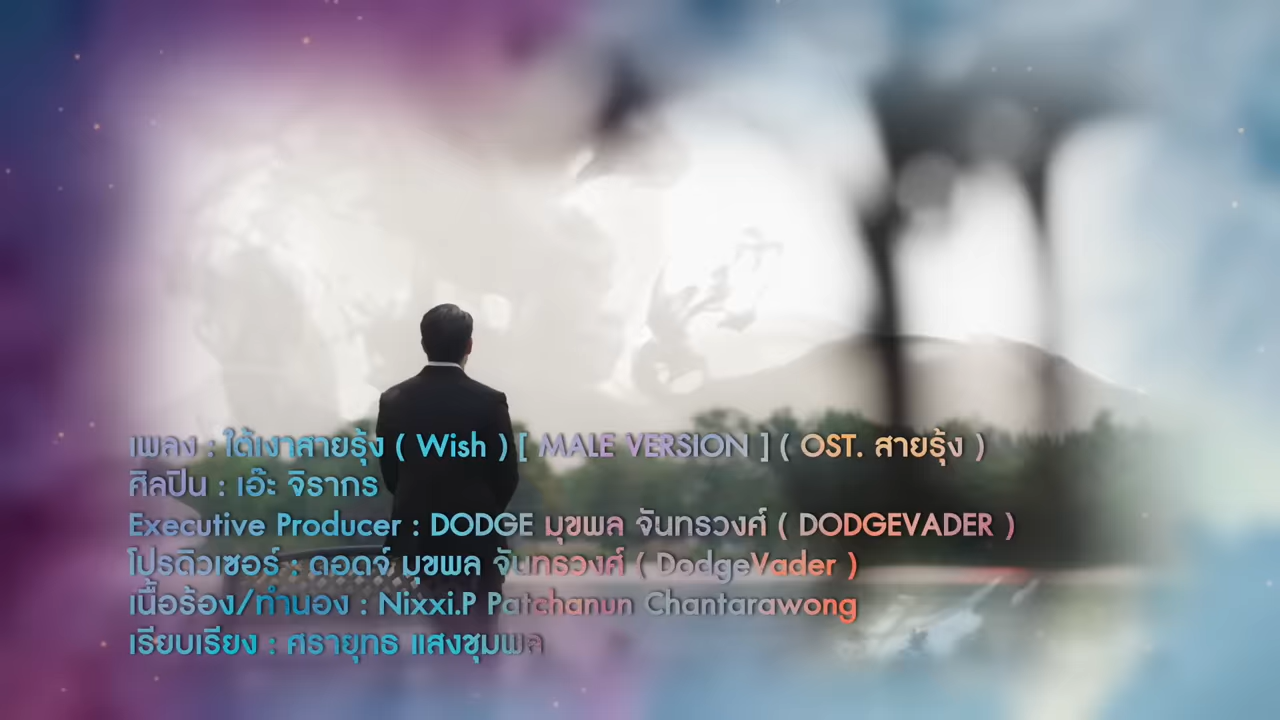 เพลง : ใต้เงาสายรุ้ง ( Wish ) [ MALE VERSION ] ( OST. สายรุ้ง )
ศิลปิน : เอ๊ะ จิรากร
Executive Producer : DODGE มุขพล จันทรวงศ์ ( DODGEVADER )
โปรดิวเซอร์ : ดอดจ์ มุขพล จันทรวงศ์ ( DodgeVader )
เนื้อร้อง/ทำนอง : Nixxi.P Patchanun Chantarawong
เรียบเรียง : ศรายุทธ แสงชุมพล